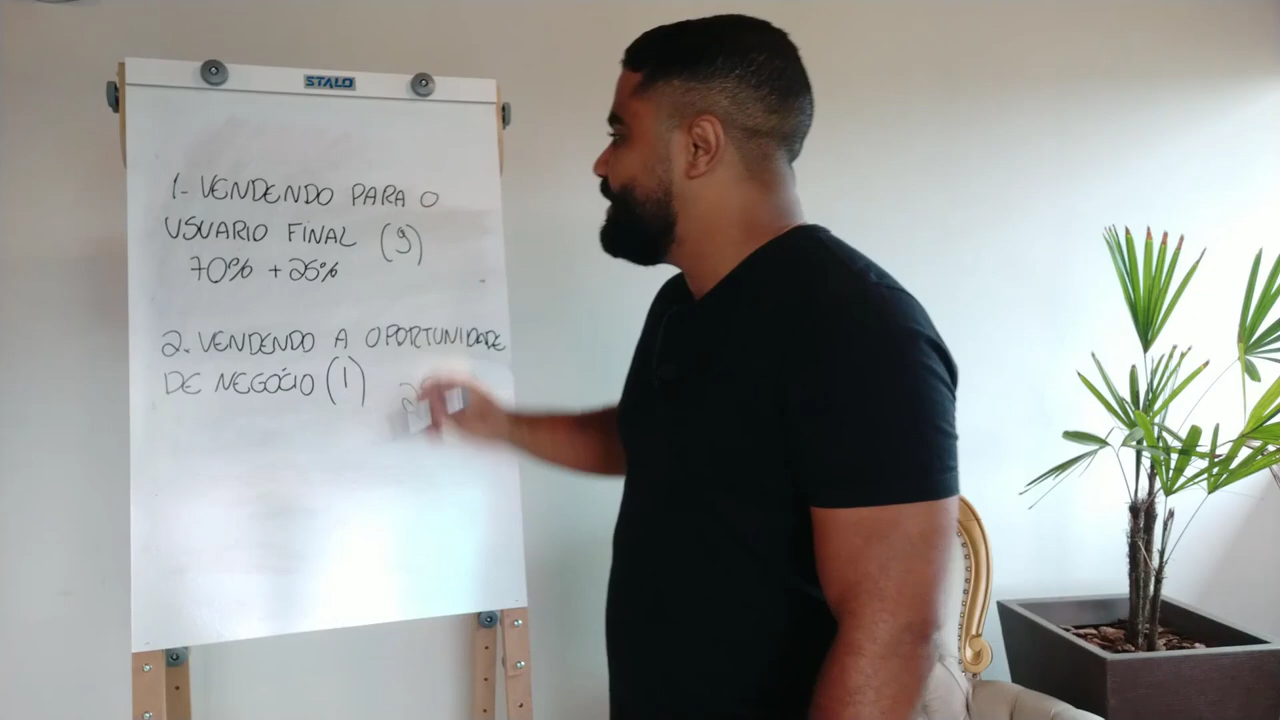 STALO
1- VENDENDO PARA O
USUARIO FINAL (9)
70% + 25%
2. VENDENDO A OPORTUNIDADE
DE NEGÓCIO (1)